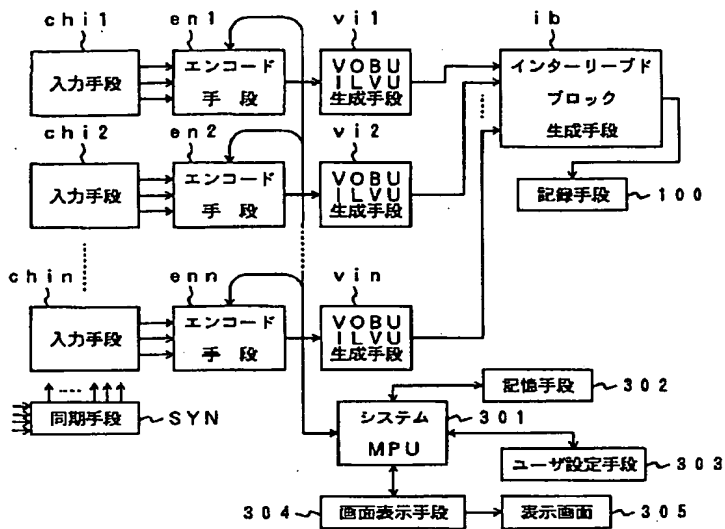 chi1
en1
vi1
ib
入力手段
エンコード
手段
VOBU
ILVU
生成手段
インターリーブド
ブロック
生成手段
chi2
en2
vi2
入力手段
エンコード
手段
VOBU
ILVU
生成手段
記録手段
100
chin
enn
vin
入力手段
エンコード
手段
VOBU
ILVU
生成手段
同期手段
SYN
システム
MPU
301
記憶手段
302
ユーザ設定手段
303
304
画面表示手段
表示画面
305